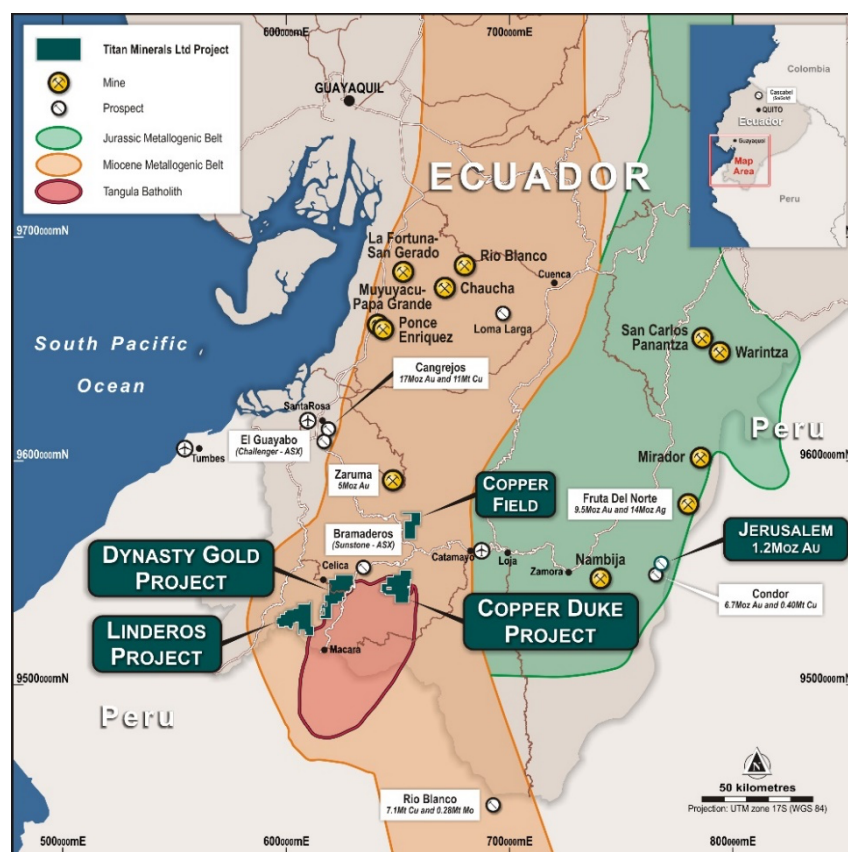 600000mE
700000mE
Titan Minerals Ltd Project
Mine
Prospect
Jurassic Metallogenic Belt
Miocene Metallogenic Belt
Tangula Batholith
GUAYAQUIL
ECUADOR
Colombia
Cascabel
(SolGold)
QUITO
Ecuador
Guayaquil
Map
Area
Peru
9700000mN
9700000mN
La Fortuna-
San Gerado
Rio Blanco
Chaucha
Cuenca
Muyuyacu-
Papa Grande
Ponce
Enriquez
Loma Larga
South Pacific
Ocean
San Carlos
Panantza
Warintza
Cangrejos
17Moz Au and 11Mt Cu
SantaRosa
El Guayabo
(Challenger - ASX)
Tumbes
Peru
9600000mN
9600000mN
Mirador
Zaruma
5Moz Au
COPPER
FIELD
Fruta Del Norte
9.5Moz Au and 14Moz Ag
Bramaderos
(Sunstone - ASX)
JERUSALEM
1.2Moz Au
DYNASTY GOLD
PROJECT
Celica
Catamayo
Loja
Zamora
Nambija
Condor
6.7Moz Au and 0.40Mt Cu
LINDEROS
PROJECT
COPPER DUKE
PROJECT
Macará
9500000mN
9500000mN
Peru
Rio Blanco
7.1Mt Cu and 0.28Mt Mo
N
50 kilometres
Projection: UTM zone 17S (WGS 84)
500000mE
600000mE
700000mE
800000mE